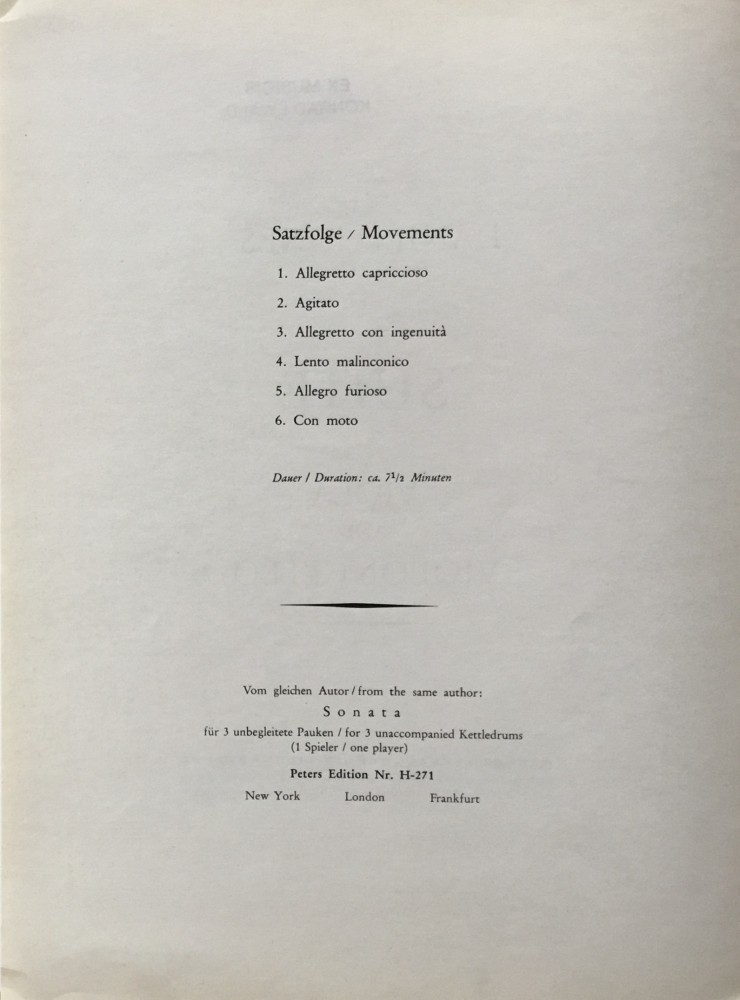 Satzfolge / Movements
1. Allegretto capriccioso
2. Agitato
3. Allegretto con ingenuità
4. Lento malinconico
5. Allegro furioso
6. Con moto
Dauer / Duration: ca. 7½ Minuten
Vom gleichen Autor / from the same author:
Sonata
für 3 unbegleitete Pauken / for 3 unaccompanied Kettledrums
(1 Spieler / one player)
Peters Edition Nr. H-271
New York London Frankfurt